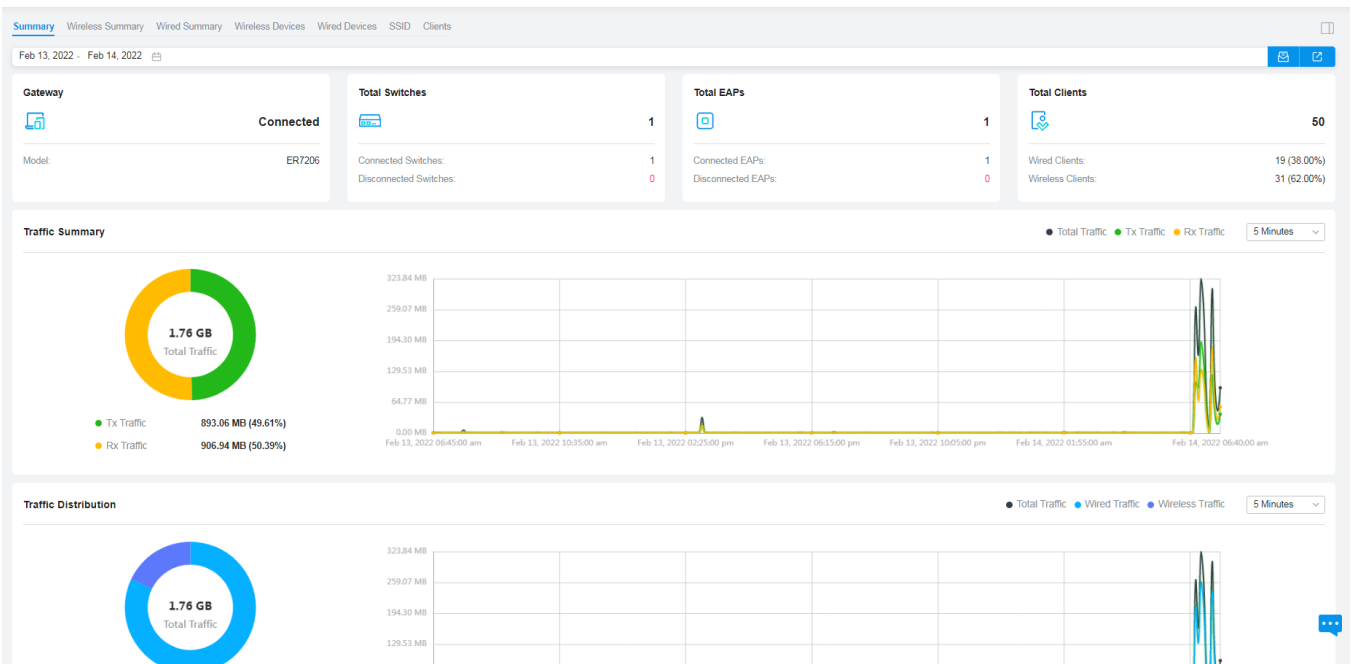 Summary Wireless Summary Wired Summary Wireless Devices Wired Devices SSID Clients
Feb 13, 2022 - Feb 14, 2022
Gateway Total Switches Total EAPs Total Clients
Connected 1 1 50
Model: ER7206 Connected Switches: 1 Connected EAPs: 1 Wired Clients: 19 (38.00%)
Disconnected Switches: 0 Disconnected EAPs: 0 Wireless Clients: 31 (62.00%)
Traffic Summary Total Traffic Tx Traffic Rx Traffic 5 Minutes
323.84 MB
259.07 MB
194.30 MB
129.53 MB
64.77 MB
0.00 MB
1.76 GB
Total Traffic
Tx Traffic 893.06 MB (49.61%)
Rx Traffic 906.94 MB (50.39%)
Feb 13, 2022 06:45:00 am Feb 13, 2022 10:35:00 am Feb 13, 2022 02:25:00 pm Feb 13, 2022 06:15:00 pm Feb 13, 2022 10:05:00 pm Feb 14, 2022 01:55:00 am Feb 14, 2022 06:40:00 am
Traffic Distribution Total Traffic Wired Traffic Wireless Traffic 5 Minutes
323.84 MB
259.07 MB
194.30 MB
129.53 MB
1.76 GB
Total Traffic